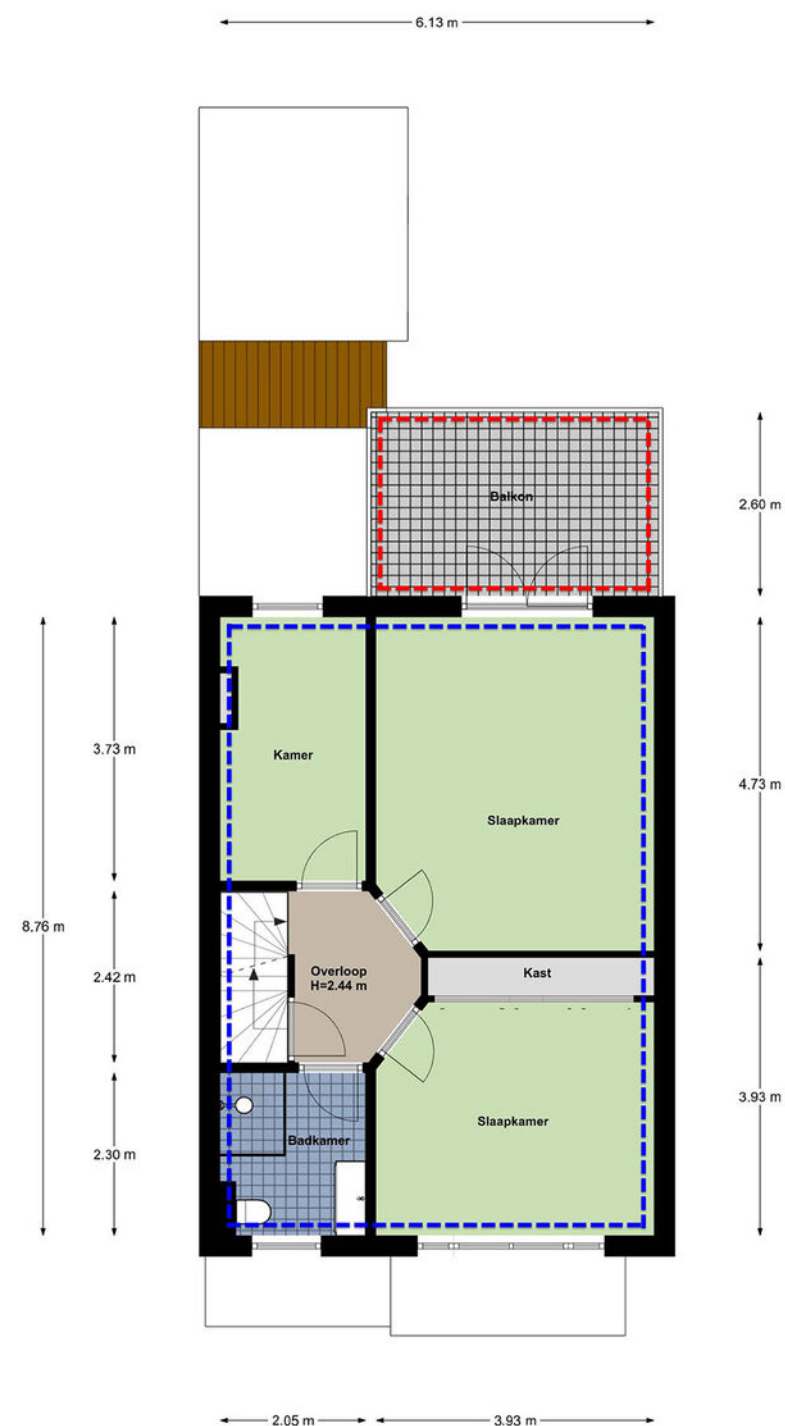 6.13 m
Balkon
2.60 m
3.73 m
Kamer
4.73 m
Slaapkamer
8.76 m
2.42 m
Overloop
H=2.44 m
Kast
3.93 m
Slaapkamer
Badkamer
2.30 m
2.05 m
3.93 m